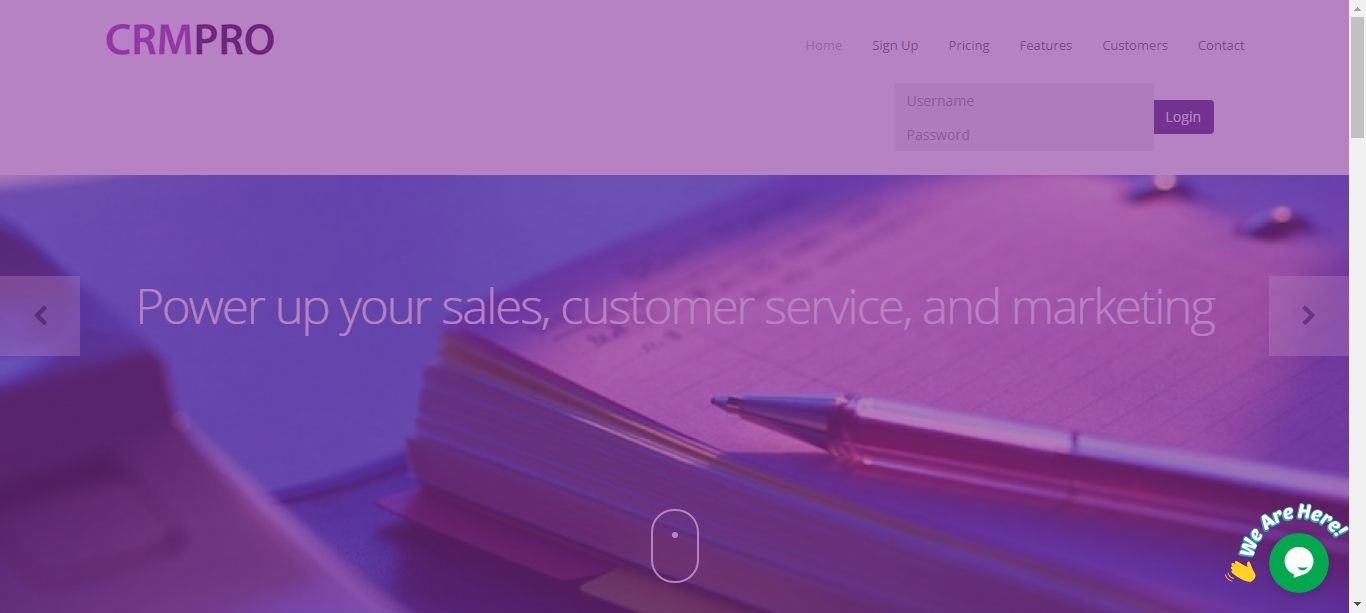 CRMPRO
Home Sign Up Pricing Features Customers Contact
Username
Password
Login
Power up your sales, customer service, and marketing
We Are Here!